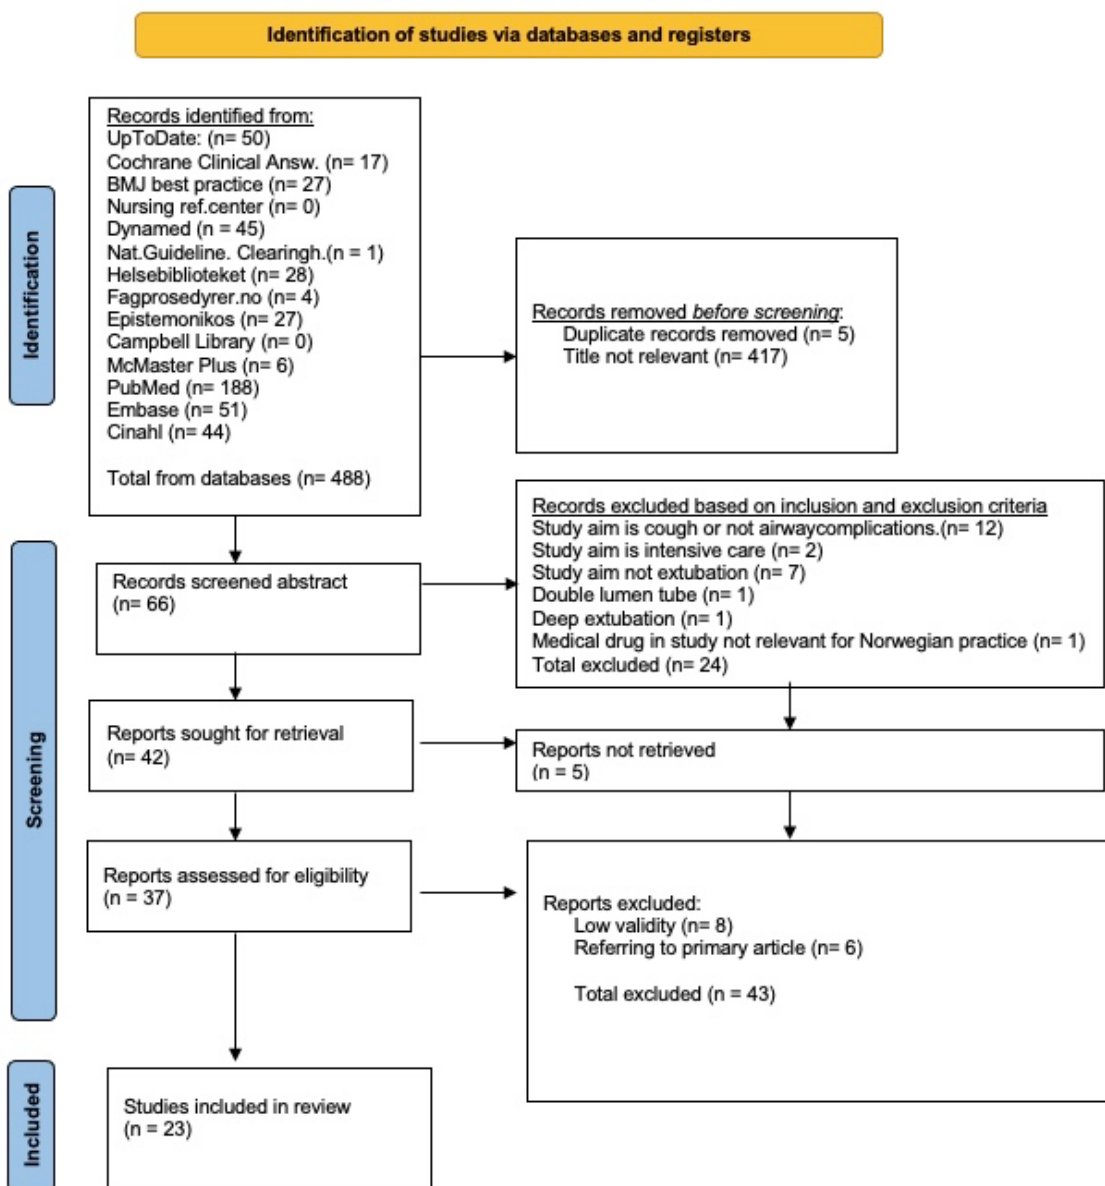 Identification of studies via databases and registers
Identification
Records identified from:
UpToDate: (n= 50)
Cochrane Clinical Answ. (n= 17)
BMJ best practice (n= 27)
Nursing ref.center (n= 0)
Dynamed (n = 45)
Nat.Guideline. Clearingh.(n = 1)
Helsebiblioteket (n= 28)
Fagprosedyrer.no (n= 4)
Epistemonikos (n= 27)
Campbell Library (n= 0)
McMaster Plus (n= 6)
PubMed (n= 188)
Embase (n= 51)
Cinahl (n= 44)
Total from databases (n= 488)
Records removed before screening:
Duplicate records removed (n= 5)
Title not relevant (n= 417)
Screening
Records screened abstract
(n= 66)
Records excluded based on inclusion and exclusion criteria
Study aim is cough or not airwaycomplications.(n= 12)
Study aim is intensive care (n= 2)
Study aim not extubation (n= 7)
Double lumen tube (n= 1)
Deep extubation (n= 1)
Medical drug in study not relevant for Norwegian practice (n= 1)
Total excluded (n= 24)
Reports sought for retrieval
(n= 42)
Reports not retrieved
(n = 5)
Reports assessed for eligibility
(n = 37)
Reports excluded:
Low validity (n= 8)
Referring to primary article (n= 6)
Total excluded (n = 43)
Included
Studies included in review
(n = 23)